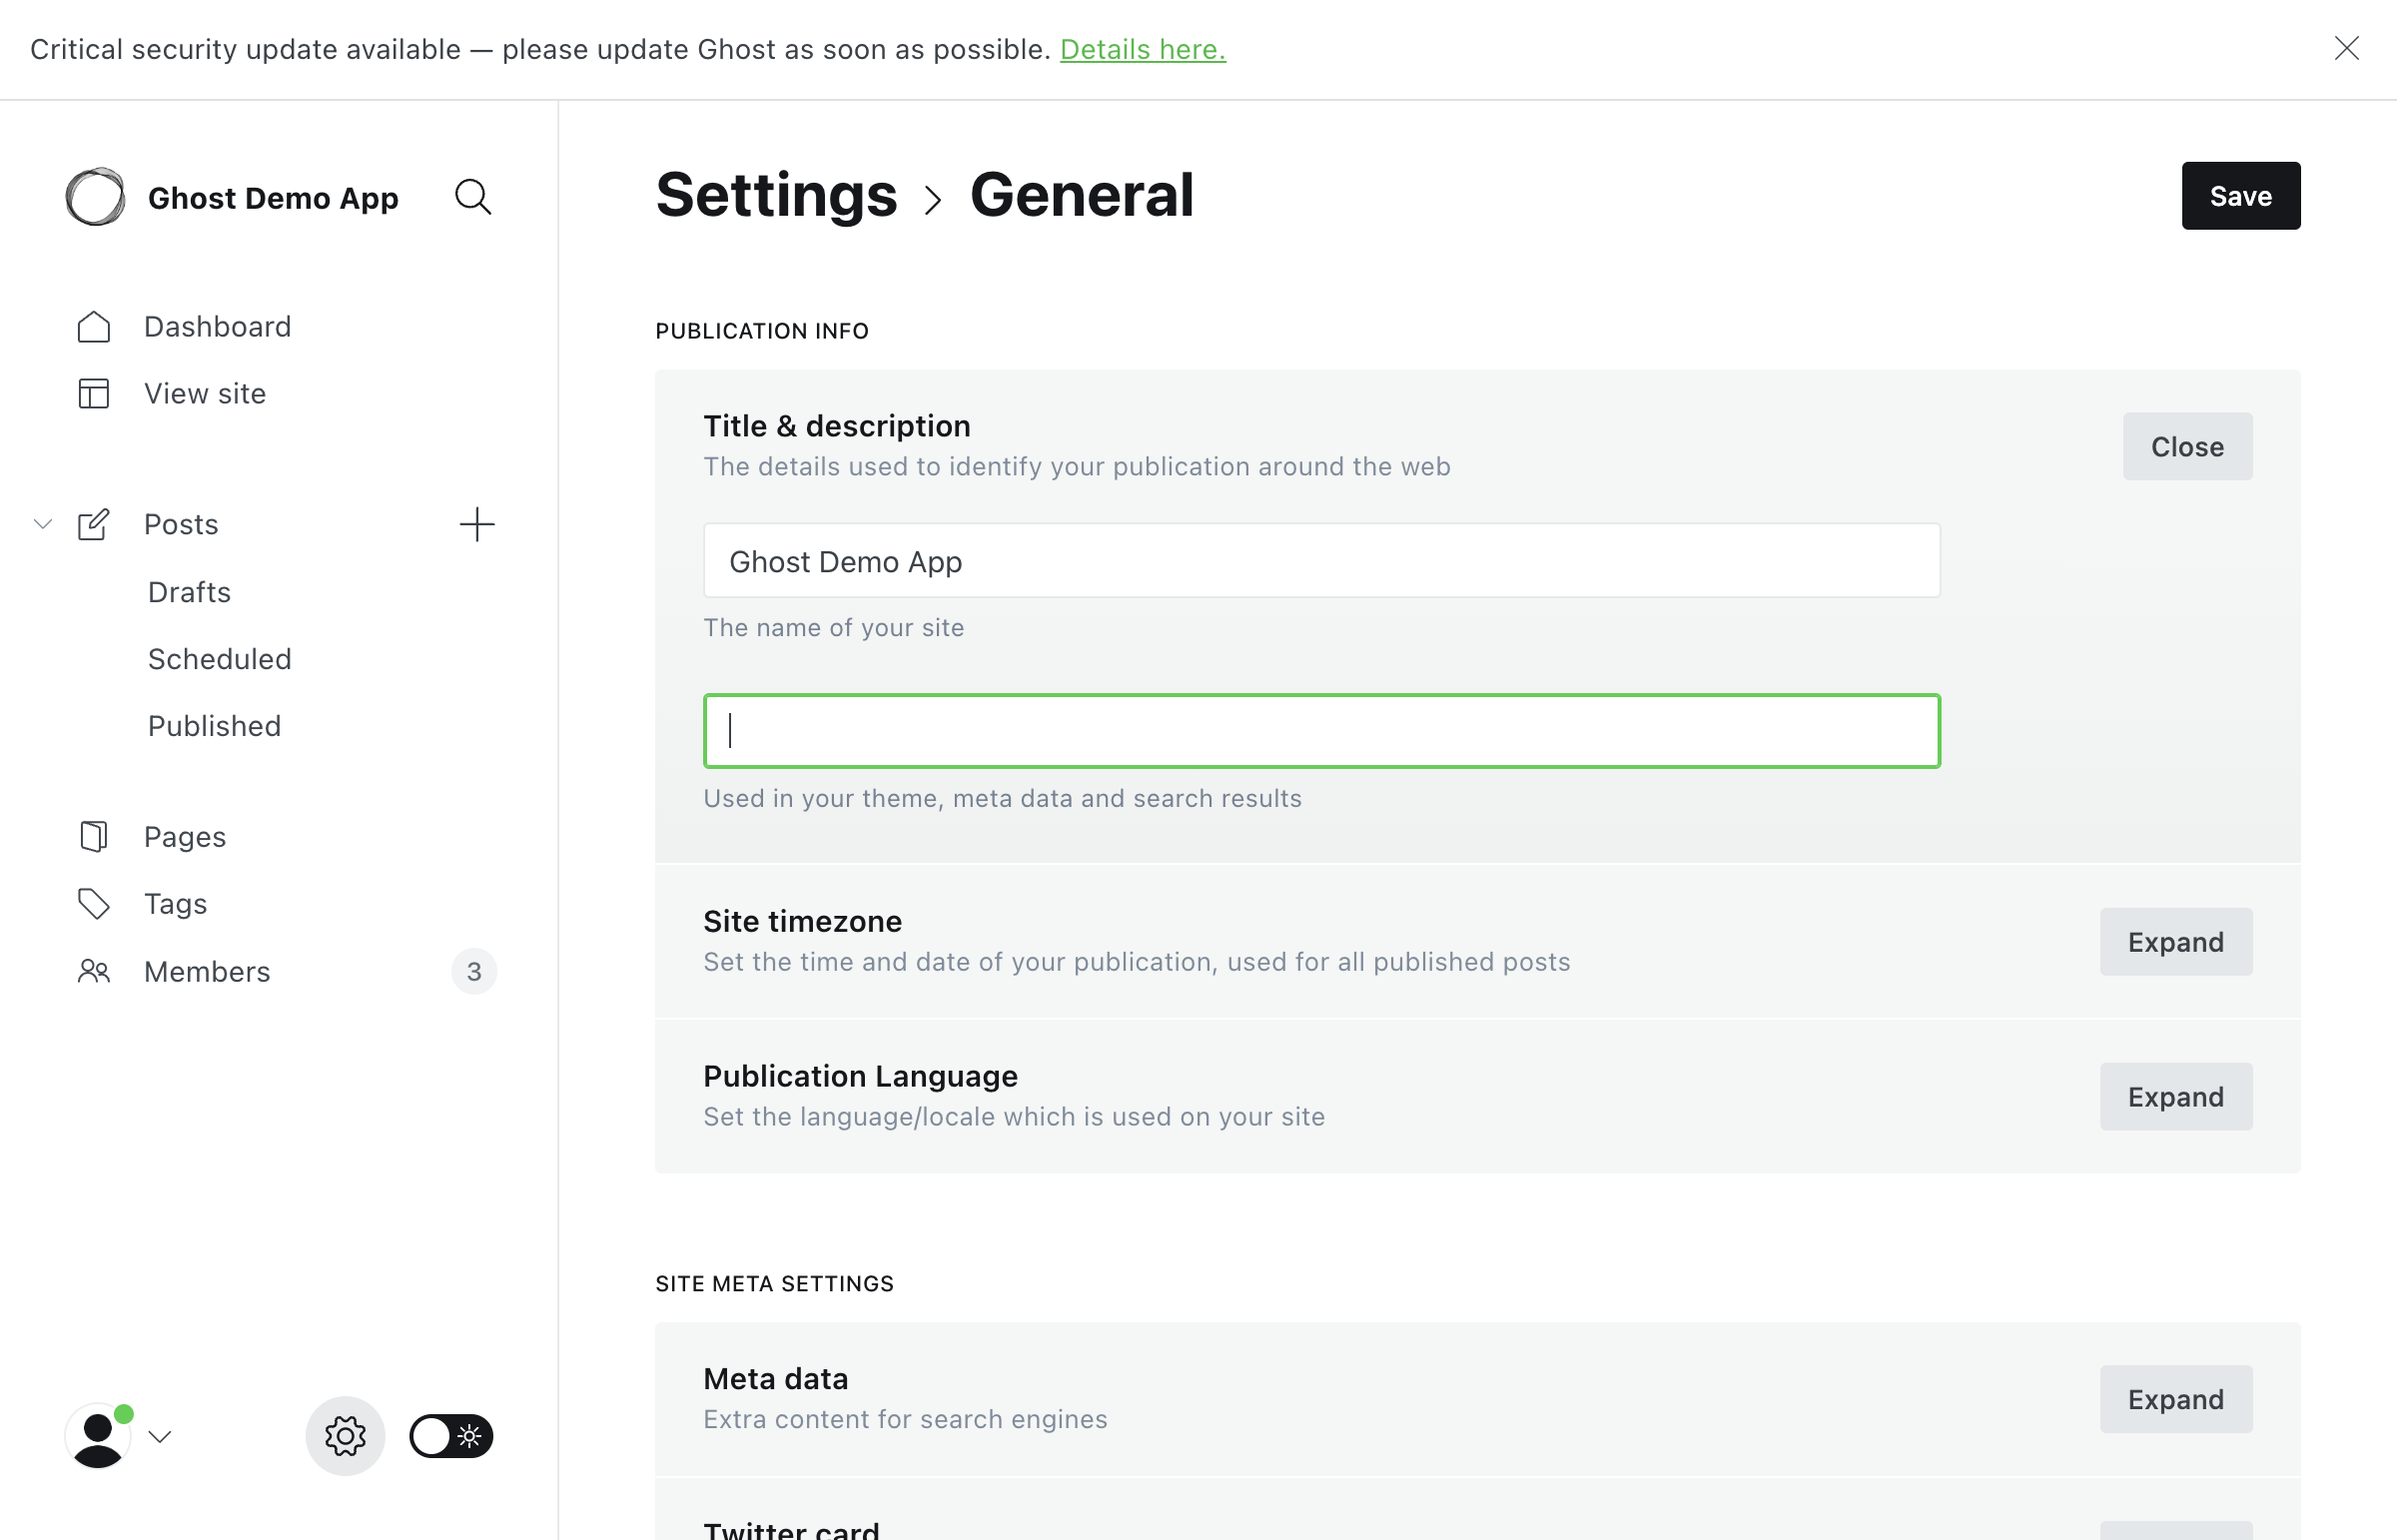 Critical security update available — please update Ghost as soon as possible. Details here.
Ghost Demo App
Dashboard
View site
Posts
Drafts
Scheduled
Published
Pages
Tags
Members 3
Settings > General
Save
PUBLICATION INFO
Title & description
The details used to identify your publication around the web
Close
Ghost Demo App
The name of your site
Used in your theme, meta data and search results
Site timezone
Set the time and date of your publication, used for all published posts
Expand
Publication Language
Set the language/locale which is used on your site
Expand
SITE META SETTINGS
Meta data
Extra content for search engines
Expand
Twitter card